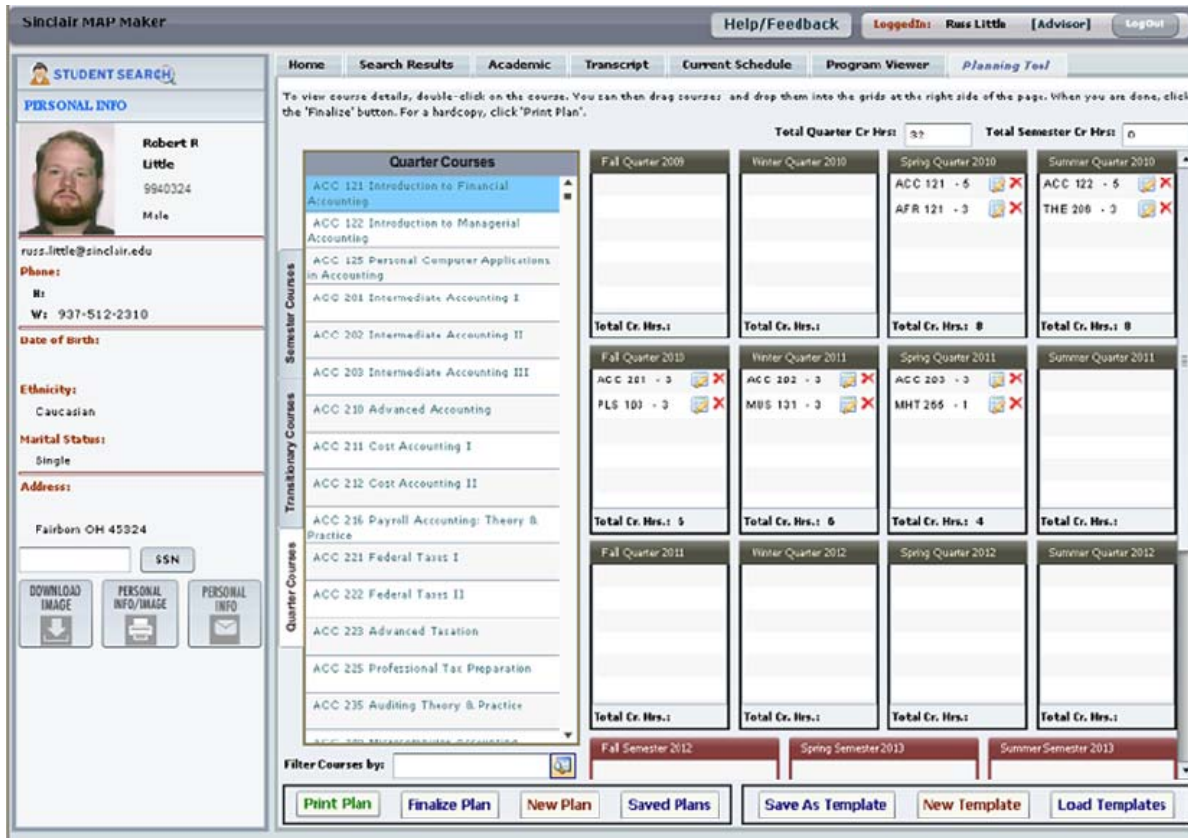 Sinclair MAP Maker
Help/Feedback
LoggedIn: Russ Little [Advisor]
LogOut
STUDENT SEARCH
PERSONAL INFO
Robert R
Little
9940324
Male
russ.little@sinclair.edu
Phone:
H:
W: 937-512-2310
Date of Birth:
Ethnicity:
Caucasian
Marital Status:
Single
Address:
Fairborn OH 45324
SSN
DOWNLOAD IMAGE
PERSONAL INFO/IMAGE
PERSONAL INFO
Home Search Results Academic Transcript Current Schedule Program Viewer Planning Tool
To view course details, double-click on the course. You can then drag courses and drop them into the grids at the right side of the page. When you are done, click
the 'Finalize' button. For a hardcopy, click 'Print Plan'.
Total Quarter Cr Hrs: 32 Total Semester Cr Hrs: 0
Semester Courses
Transitionary Courses
Quarter Courses
Quarter Courses
ACC 121 Introduction to Financial
Accounting
ACC 122 Introduction to Managerial
Accounting
ACC 125 Personal Computer Applications
in Accounting
ACC 201 Intermediate Accounting I
ACC 202 Intermediate Accounting II
ACC 203 Intermediate Accounting III
ACC 210 Advanced Accounting
ACC 211 Cost Accounting I
ACC 212 Cost Accounting II
ACC 216 Payroll Accounting: Theory &
Practice
ACC 221 Federal Taxes I
ACC 222 Federal Taxes II
ACC 223 Advanced Taxation
ACC 225 Professional Tax Preparation
ACC 235 Auditing Theory & Practice
Filter Courses by:
Fall Quarter 2009 Winter Quarter 2010 Spring Quarter 2010 Summer Quarter 2010
ACC 121 - 5 ACC 122 - 5
AFR 121 - 3 THE 206 - 3
Total Cr. Hrs.: Total Cr. Hrs.: Total Cr. Hrs.: 8 Total Cr. Hrs.: 8
Fall Quarter 2010 Winter Quarter 2011 Spring Quarter 2011 Summer Quarter 2011
ACC 201 - 3 ACC 202 - 3 ACC 203 - 3
PLS 103 - 3 MUS 131 - 3 MHT 266 - 1
Total Cr. Hrs.: 6 Total Cr. Hrs.: 6 Total Cr. Hrs.: 4 Total Cr. Hrs.:
Fall Quarter 2011 Winter Quarter 2012 Spring Quarter 2012 Summer Quarter 2012
Total Cr. Hrs.: Total Cr. Hrs.: Total Cr. Hrs.: Total Cr. Hrs.:
Fall Semester 2012 Spring Semester 2013 Summer Semester 2013
Print Plan Finalize Plan New Plan Saved Plans Save As Template New Template Load Templates